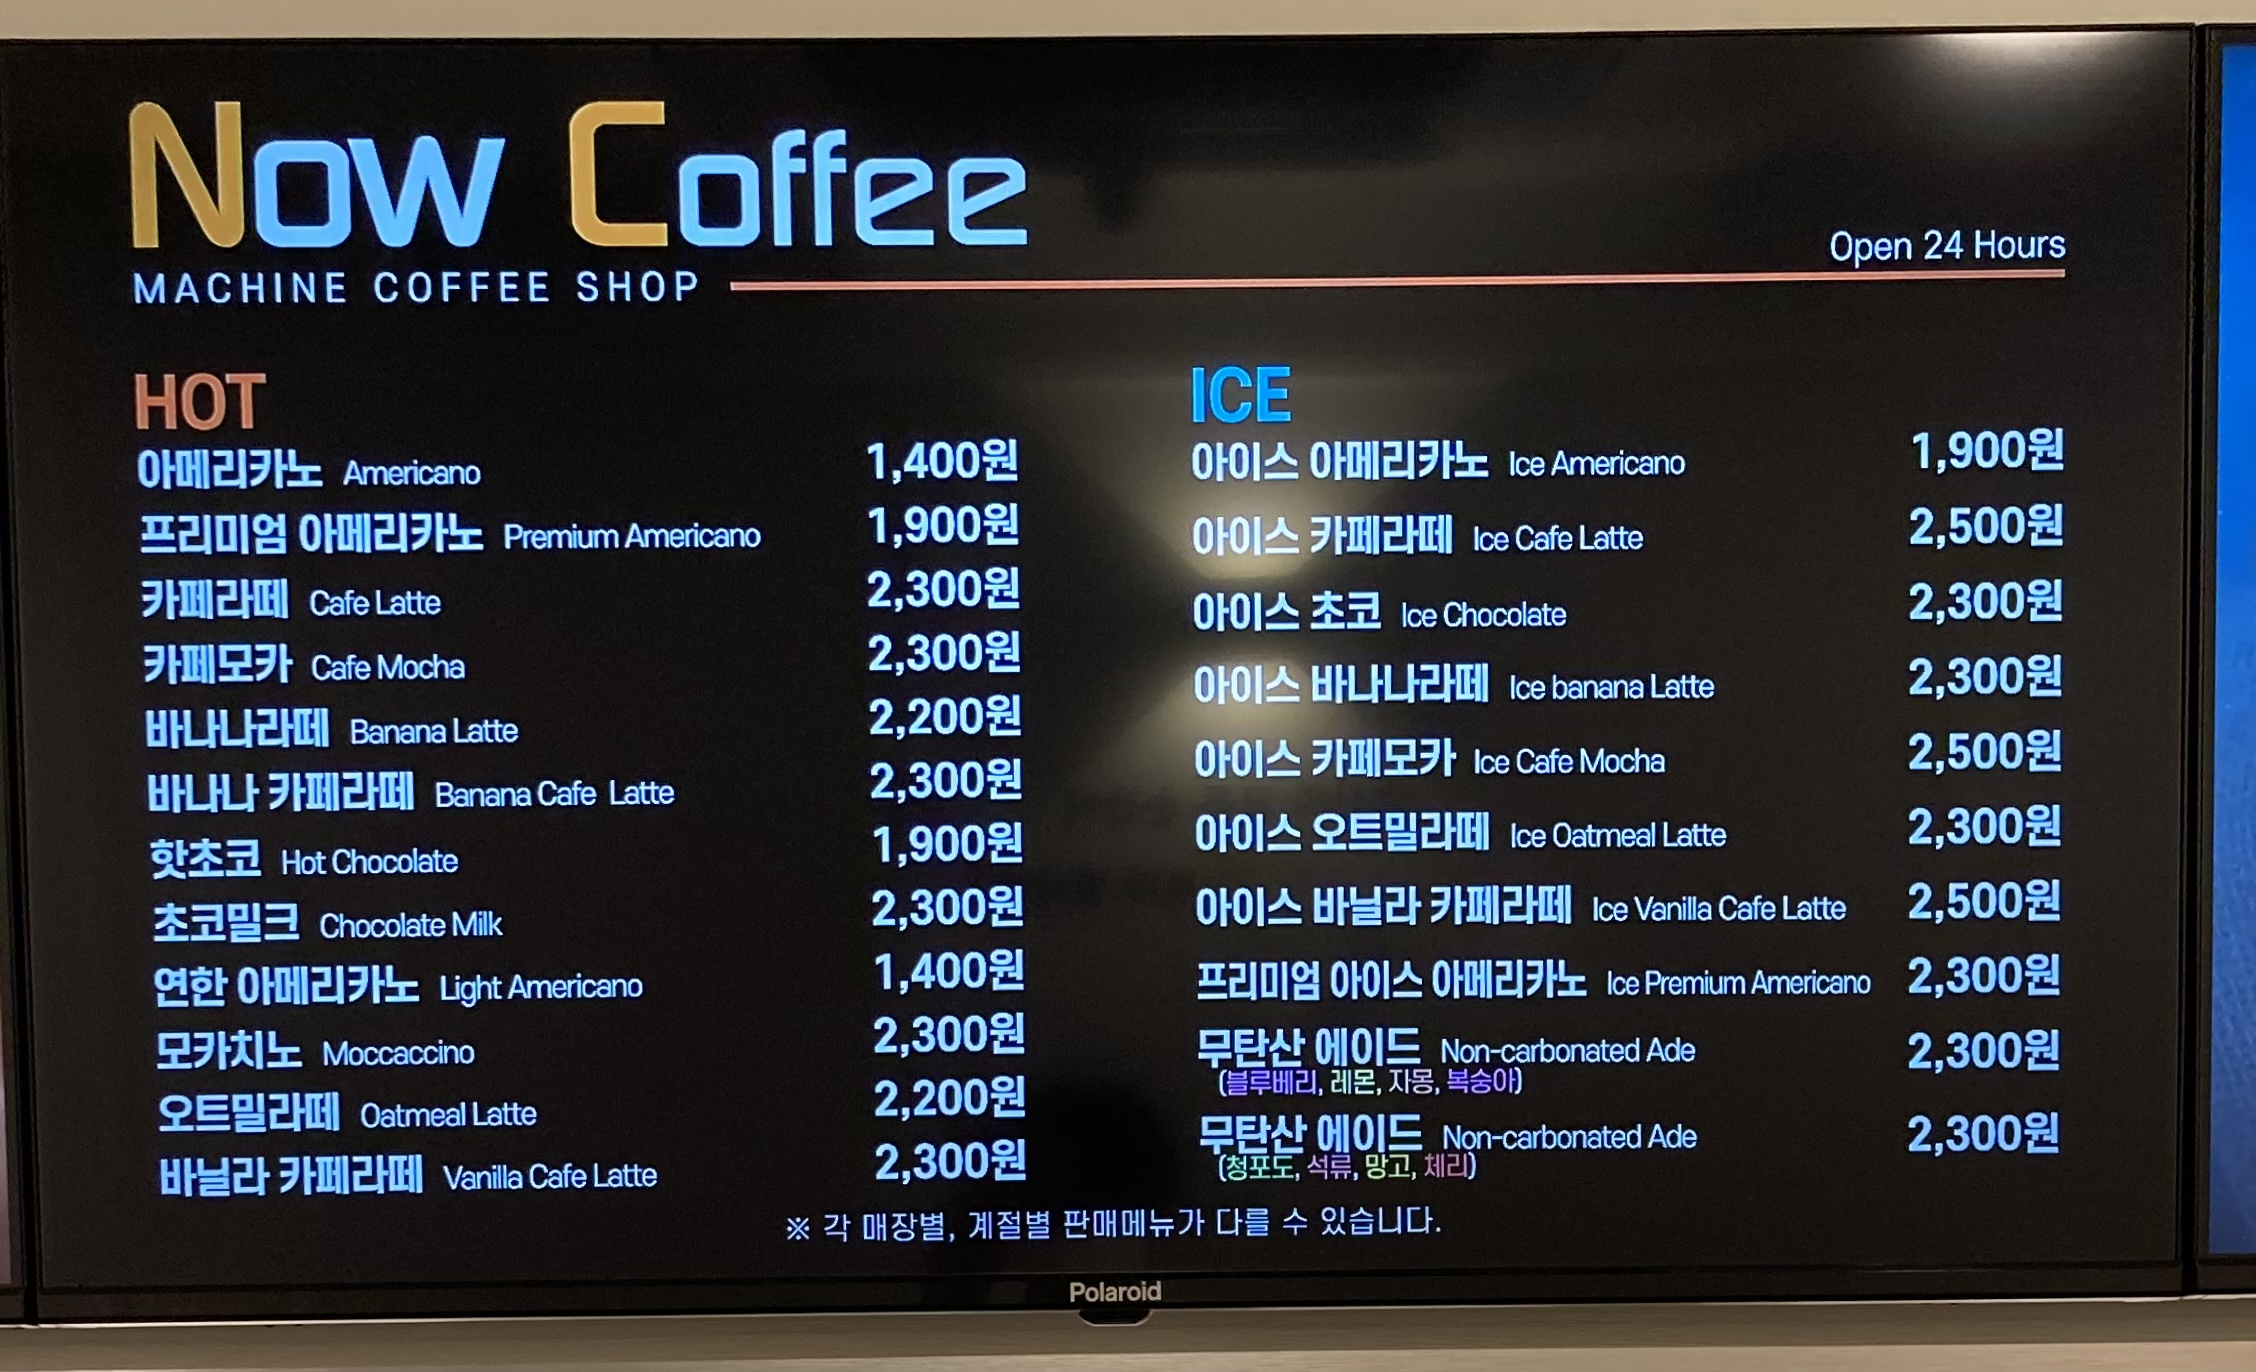 Now Coffee
MACHINE COFFEE SHOP
Open 24 Hours
HOT
아메리카노 Americano 1,400원
프리미엄 아메리카노 Premium Americano 1,900원
카페라떼 Cafe Latte 2,300원
카페모카 Cafe Mocha 2,300원
바나나라떼 Banana Latte 2,200원
바나나 카페라떼 Banana Cafe Latte 2,300원
핫초코 Hot Chocolate 1,900원
초코밀크 Chocolate Milk 2,300원
연한 아메리카노 Light Americano 1,400원
모카치노 Moccaccino 2,300원
오트밀라떼 Oatmeal Latte 2,200원
바닐라 카페라떼 Vanilla Cafe Latte 2,300원
ICE
아이스 아메리카노 Ice Americano 1,900원
아이스 카페라떼 Ice Cafe Latte 2,500원
아이스 초코 Ice Chocolate 2,300원
아이스 바나나라떼 Ice banana Latte 2,300원
아이스 카페모카 Ice Cafe Mocha 2,500원
아이스 오트밀라떼 Ice Oatmeal Latte 2,300원
아이스 바닐라 카페라떼 Ice Vanilla Cafe Latte 2,500원
프리미엄 아이스 아메리카노 Ice Premium Americano 2,300원
무탄산 에이드 Non-carbonated Ade 2,300원
(블루베리, 레몬, 자몽, 복숭아)
무탄산 에이드 Non-carbonated Ade 2,300원
(청포도, 석류, 망고, 체리)
※ 각 매장별, 계절별 판매메뉴가 다를 수 있습니다.
Polaroid